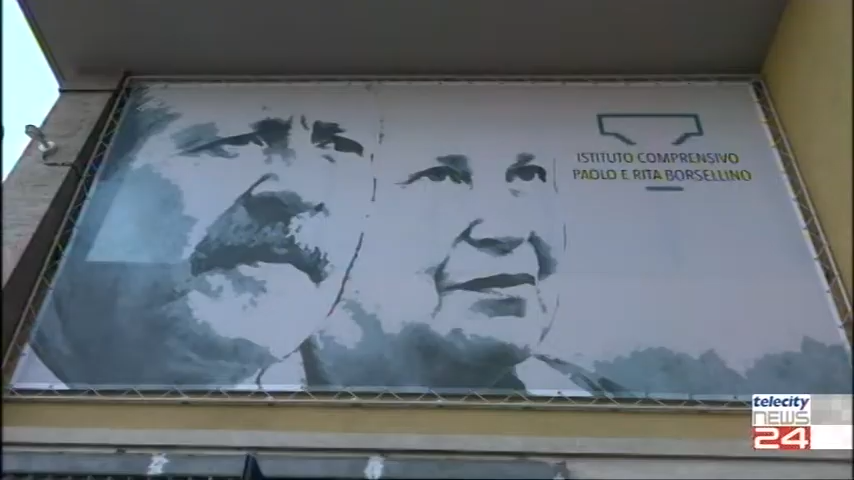 ISTITUTO COMPRENSIVO
PAOLO E RITA BORSELLINO
telecity
NEWS
24